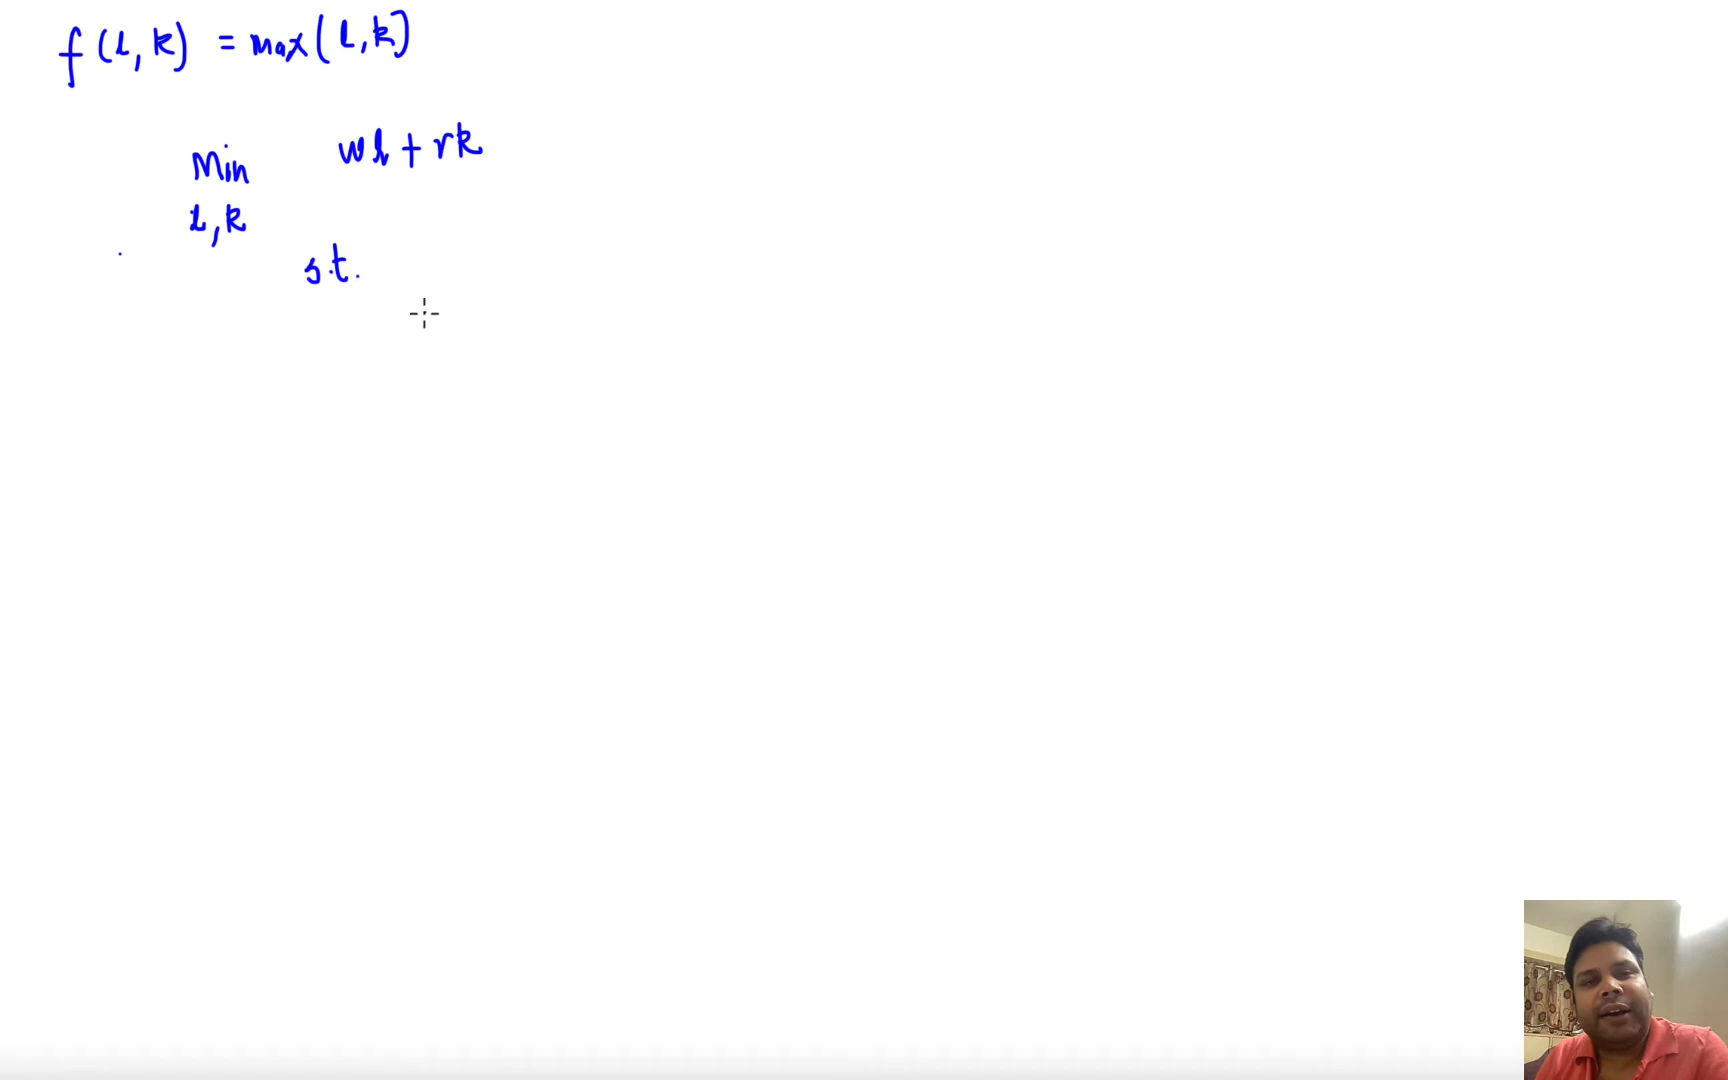 f(L,k) = max(L,k)
Min wL + rk
L,k
s.t.